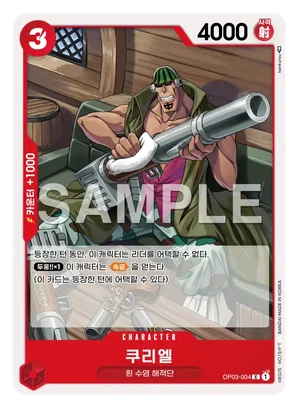 3
4000
사격
射
카운터 +1000
SAMPLE
등장한 턴 동안, 이 캐릭터는 리더를 어택할 수 없다.
두웅!!×1 이 캐릭터는 속공 을 얻는다.
(이 카드는 등장한 턴에 어택할 수 있다)
CHARACTER
쿠리엘
흰 수염 해적단
OP03-004 R 1